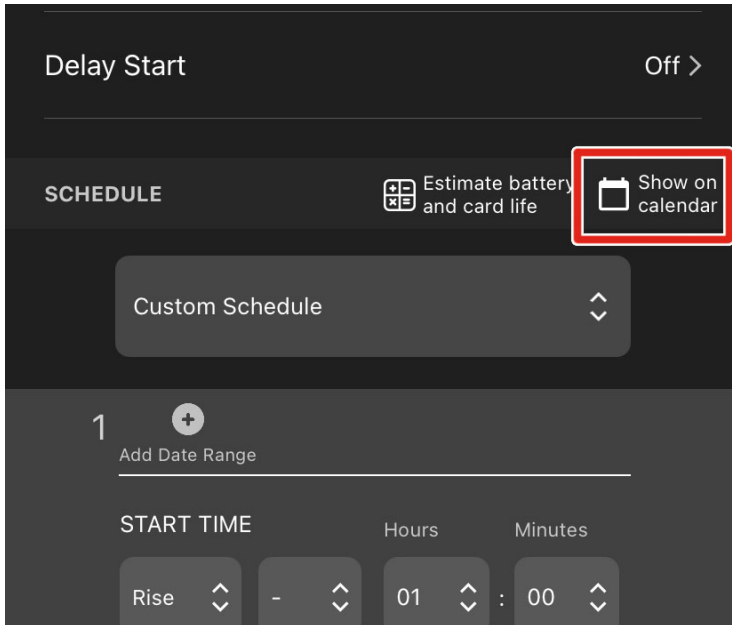 Delay Start Off >
SCHEDULE
Estimate battery
and card life
Show on
calendar
Custom Schedule
1
Add Date Range
START TIME Hours Minutes
Rise - 01 : 00